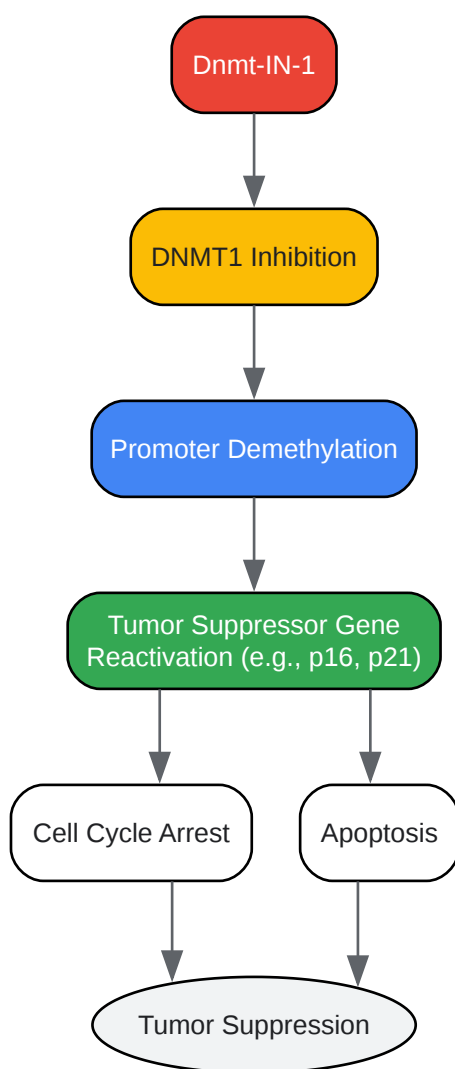 Dnmt-IN-1
DNMT1 Inhibition
Promoter Demethylation
Tumor Suppressor Gene
Reactivation (e.g., p16, p21)
Cell Cycle Arrest
Apoptosis
Tumor Suppression